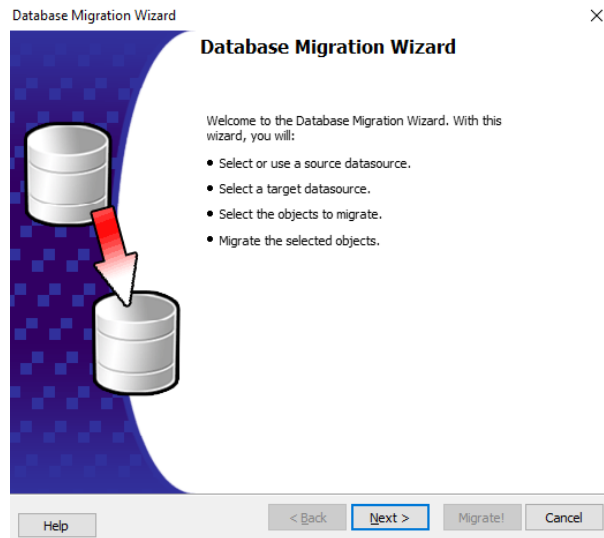 Database Migration Wizard
Database Migration Wizard
Welcome to the Database Migration Wizard. With this
wizard, you will:
• Select or use a source datasource.
• Select a target datasource.
• Select the objects to migrate.
• Migrate the selected objects.
Help
< Back Next > Migrate! Cancel